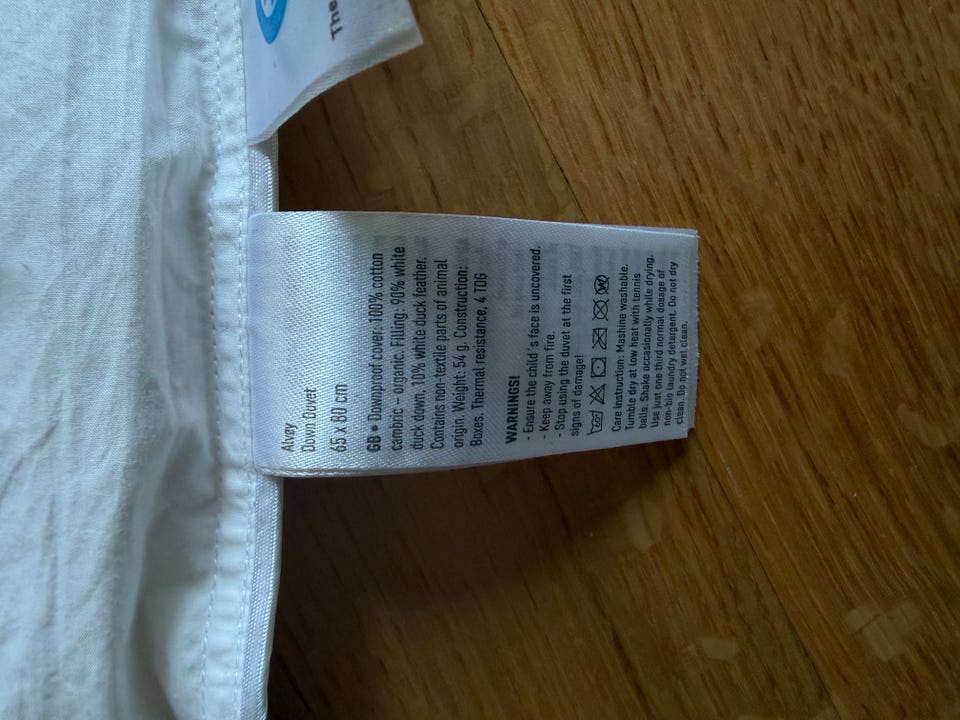 The
Alvay
Down Duvet
65 x 80 cm
GB • Downproof cover: 100% cotton
cambric – organic. Filling: 90% white
duck down, 10% white duck feather.
Contains non-textile parts of animal
origin. Weight: 54 g. Construction:
Boxes. Thermal resistance, 4 TOG
WARNINGS!
- Ensure the child´s face is uncovered.
- Keep away from fire.
- Stop using the duvet at the first
signs of damage!
Care instruction: Mashine washable.
Tumble dry at low heat with tennis
balls. Shake occasionally while drying.
Use just one third normal dosage of
non-bio laundry detergent. Do not dry
clean. Do not wet clean.